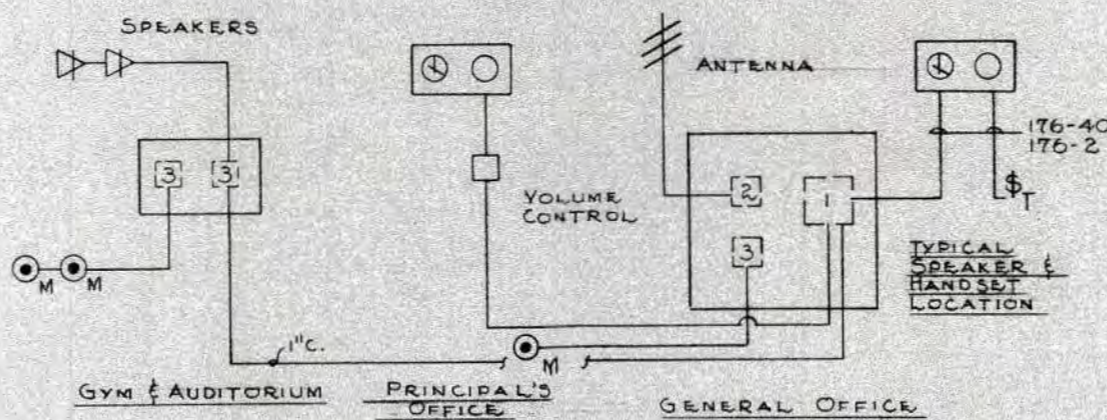 SPEAKERS
ANTENNA
176-40
176-2
3
3'
2
1
3
VOLUME
CONTROL
$T
TYPICAL
SPEAKER &
HANDSET
LOCATION
M
M
1"C.
M
GYM & AUDITORIUM
PRINCIPAL'S
OFFICE
GENERAL OFFICE